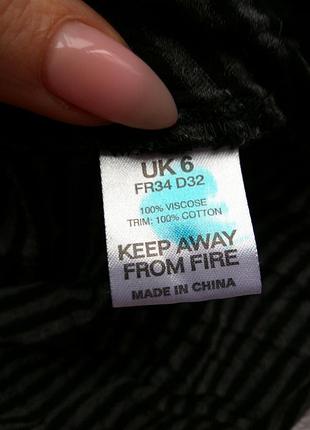 UK 6
FR34 D32
100% VISCOSE
TRIM: 100% COTTON
KEEP AWAY
FROM FIRE
MADE IN CHINA